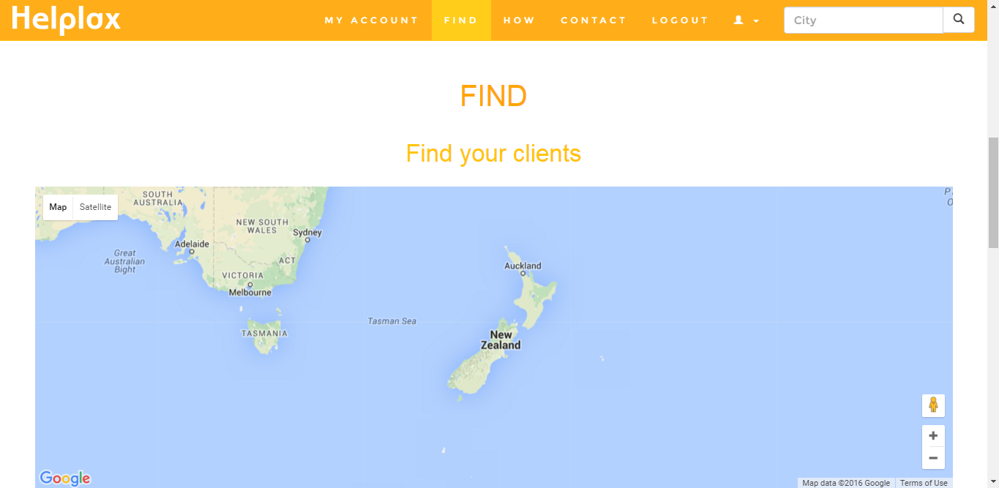 Helplax
MY ACCOUNT
FIND
HOW
CONTACT
LOGOUT
City
FIND
Find your clients
Map
Satellite
SOUTH
AUSTRALIA
NEW SOUTH
WALES
Sydney
Adelaide
ACT
Great
Australian
Bight
VICTORIA
Melbourne
TASMANIA
Tasman Sea
Auckland
New
Zealand
P
O
Google
Map data ©2016 Google
Terms of Use